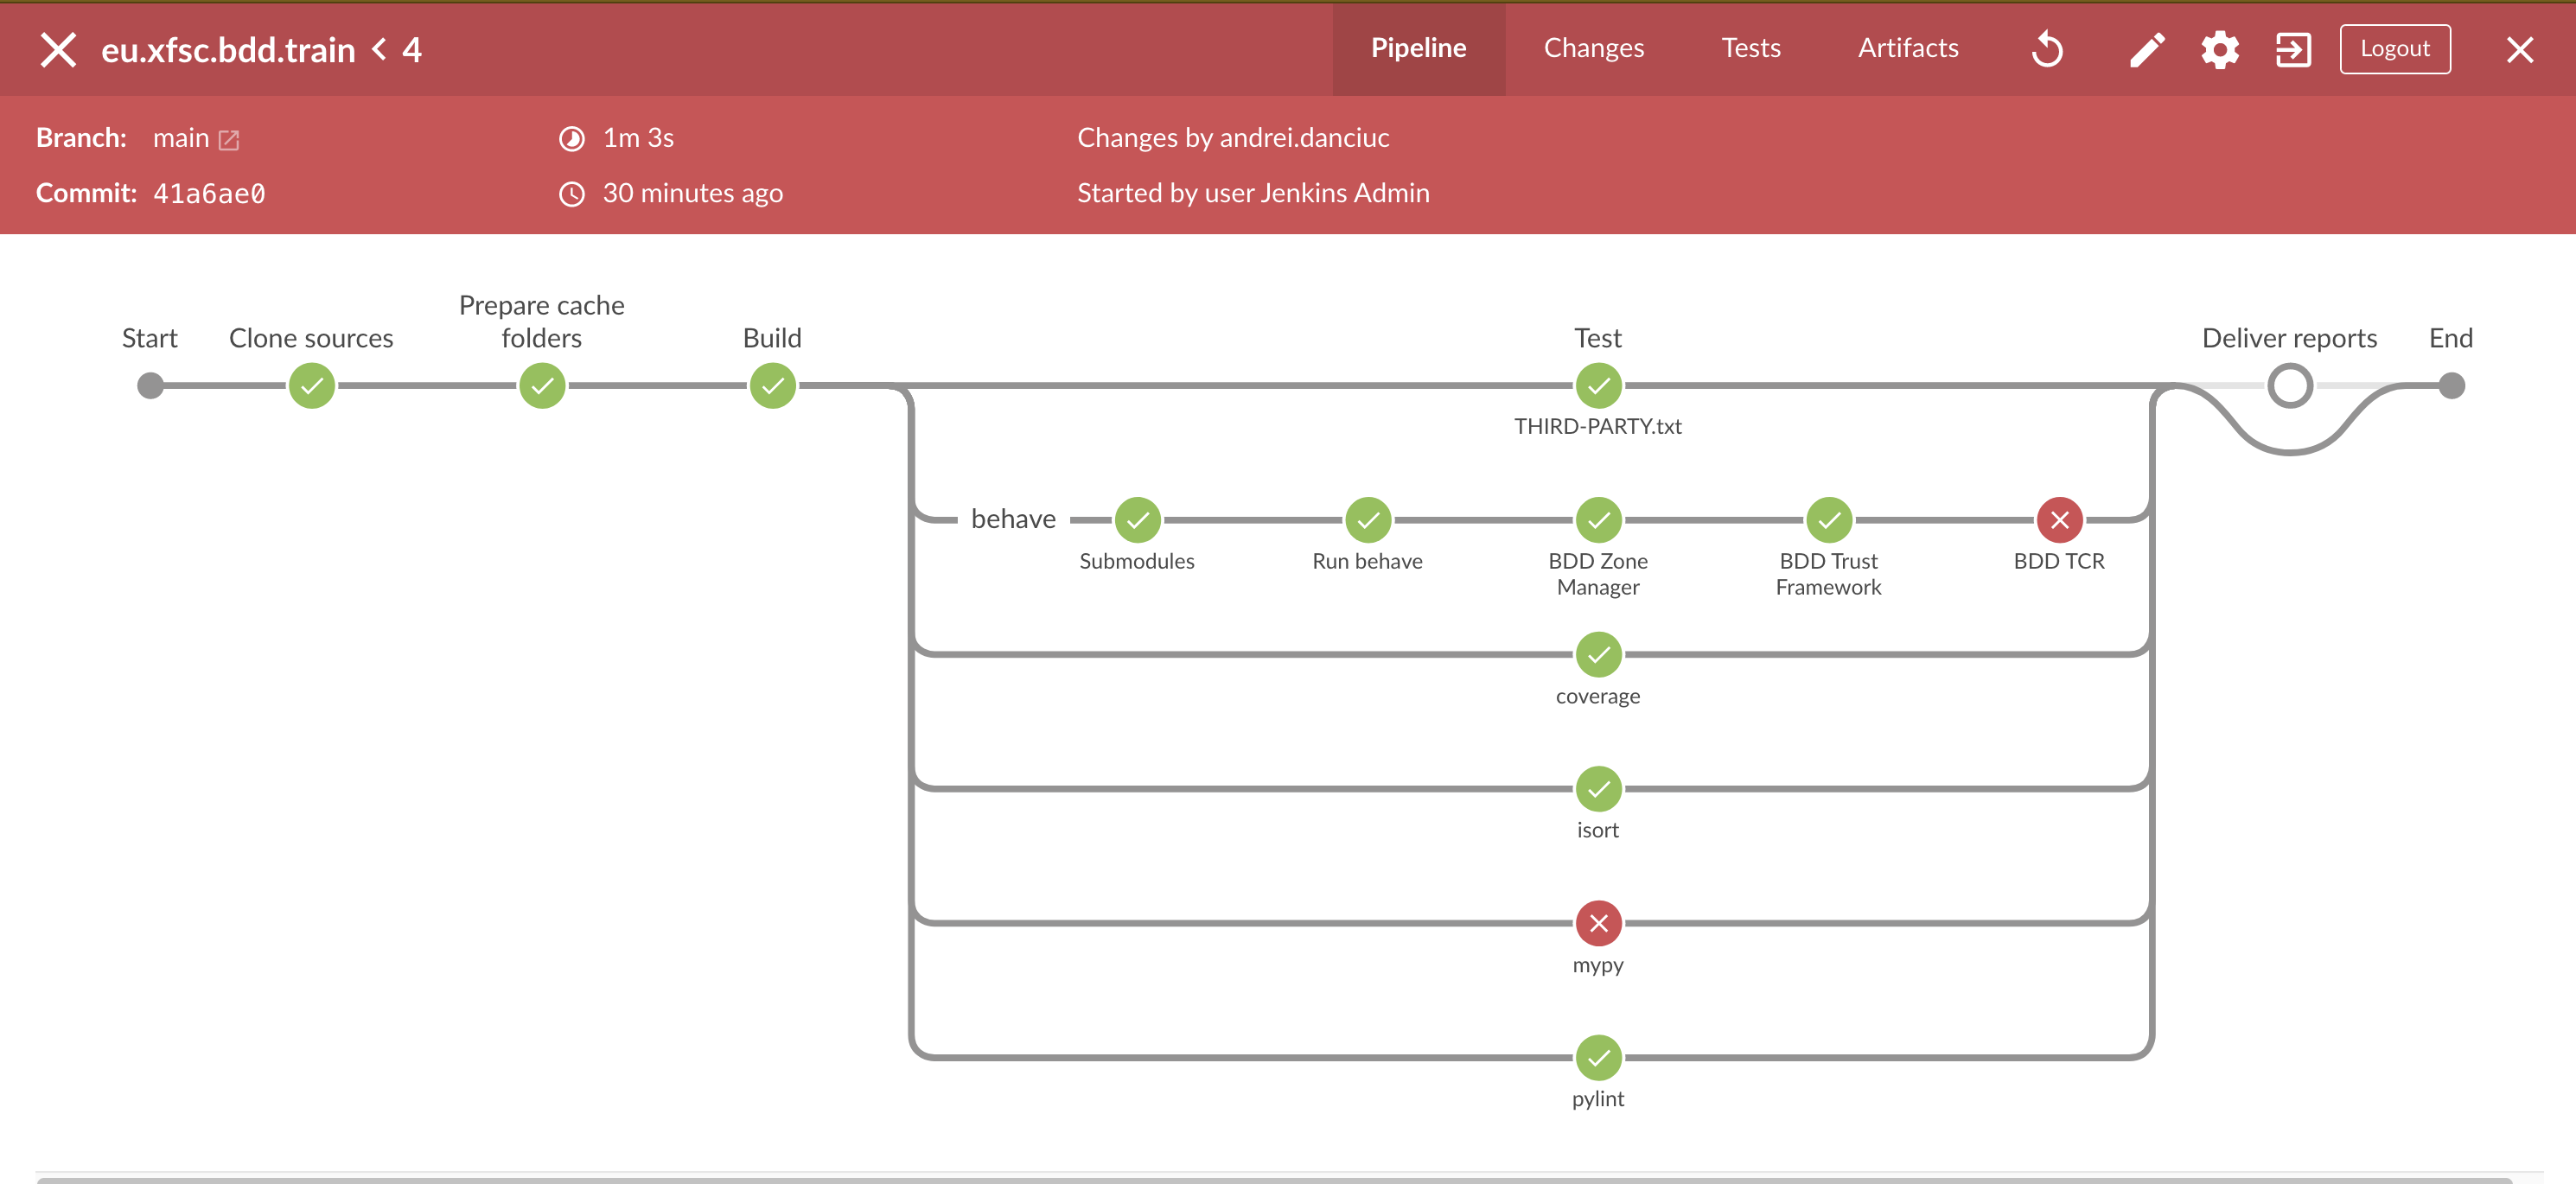 eu.xfsc.bdd.train < 4
Pipeline Changes Tests Artifacts Logout
Branch: main 1m 3s Changes by andrei.danciuc
Commit: 41a6ae0 30 minutes ago Started by user Jenkins Admin
Prepare cache
Start Clone sources folders Build Test Deliver reports End
THIRD-PARTY.txt
behave
Submodules Run behave BDD Zone BDD Trust BDD TCR
Manager Framework
coverage
isort
mypy
pylint